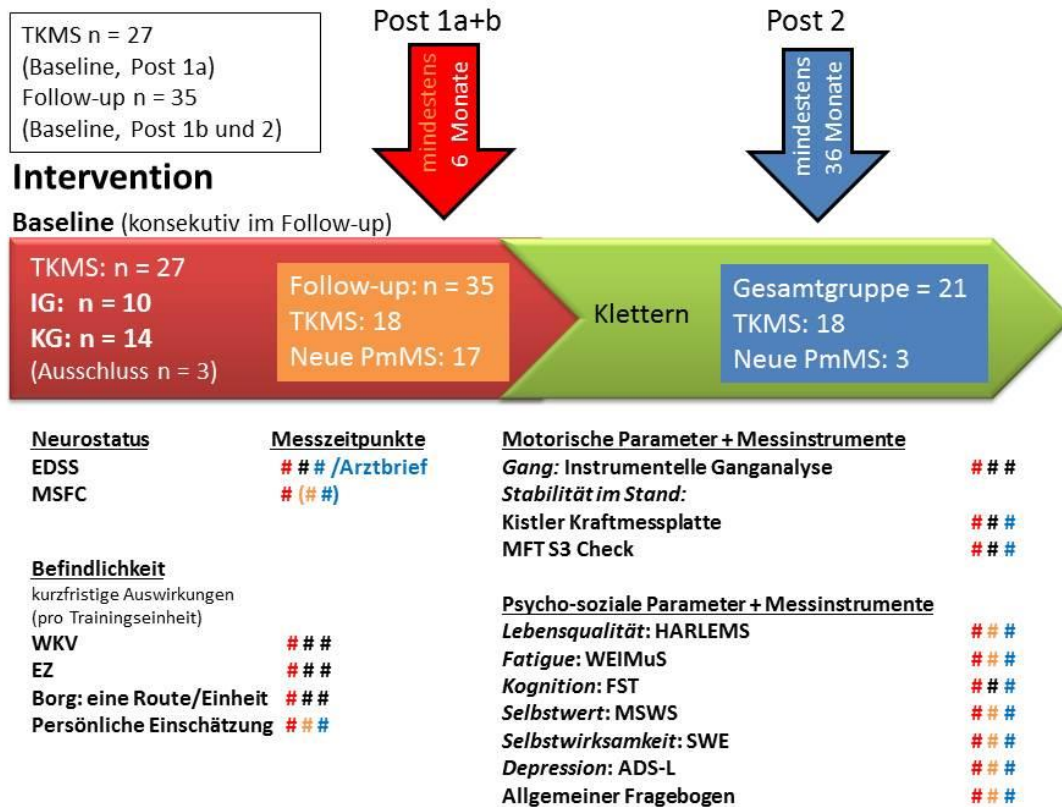 TKMS n = 27
(Baseline, Post 1a)
Follow-up n = 35
(Baseline, Post 1b und 2)
Post 1a+b
mindestens
6 Monate
Post 2
mindestens
36 Monate
Intervention
Baseline (konsekutiv im Follow-up)
TKMS: n = 27
IG: n = 10
KG: n = 14
(Ausschluss n = 3)
Follow-up: n = 35
TKMS: 18
Neue PmMS: 17
Klettern
Gesamtgruppe = 21
TKMS: 18
Neue PmMS: 3
Neurostatus Messzeitpunkte
EDSS # # # /Arztbrief
MSFC # (# #)
Befindlichkeit
kurzfristige Auswirkungen
(pro Trainingseinheit)
WKV # # #
EZ # # #
Borg: eine Route/Einheit # # #
Persönliche Einschätzung # # #
Motorische Parameter + Messinstrumente
Gang: Instrumentelle Ganganalyse # # #
Stabilität im Stand:
Kistler Kraftmessplatte # # #
MFT S3 Check # # #
Psycho-soziale Parameter + Messinstrumente
Lebensqualität: HARLEMS # # #
Fatigue: WEIMuS # # #
Kognition: FST # # #
Selbstwert: MSWS # # #
Selbstwirksamkeit: SWE # # #
Depression: ADS-L # # #
Allgemeiner Fragebogen # # #